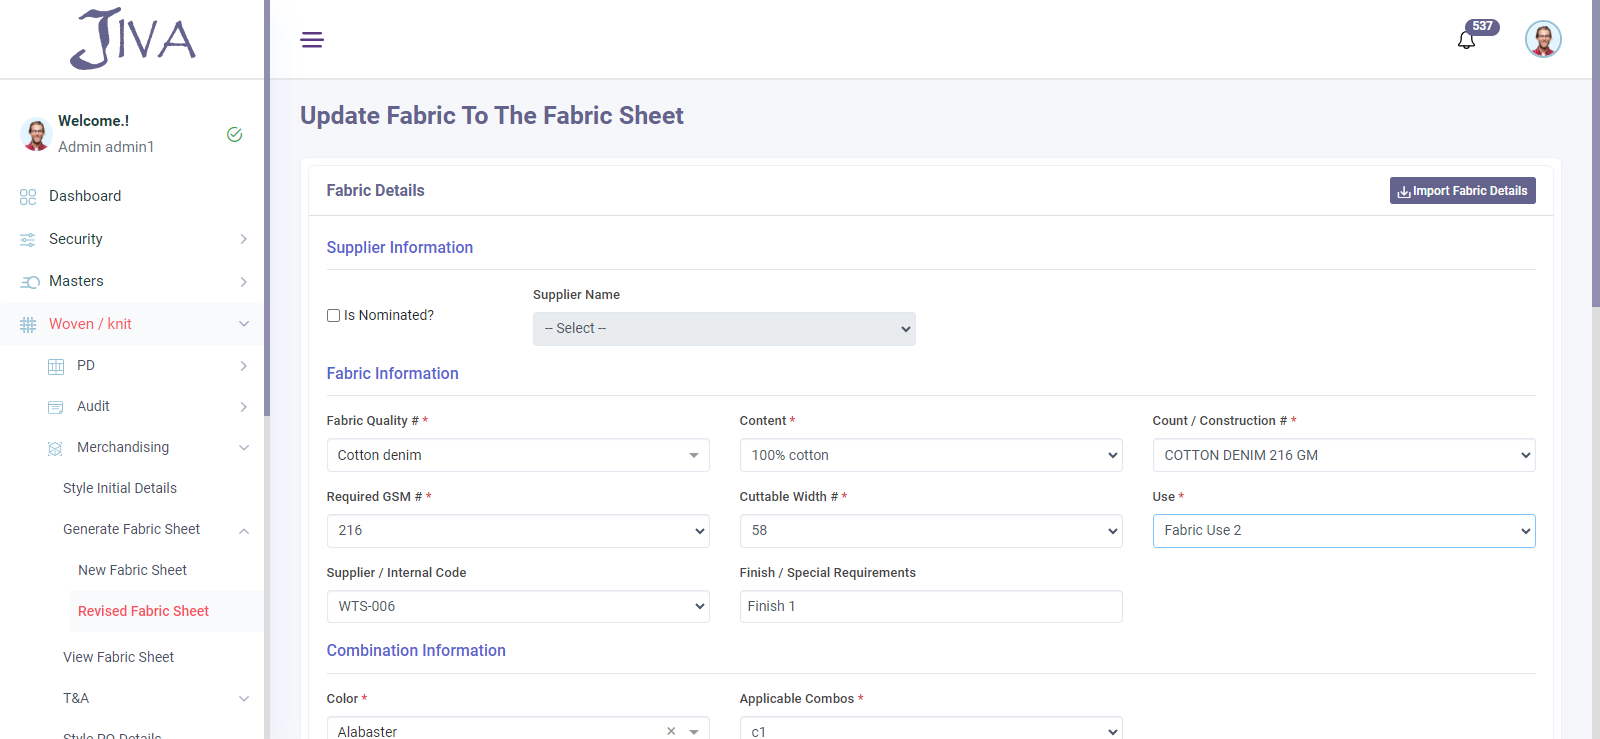 JIVA
537
Welcome.!
Admin admin1
Dashboard
Security
Masters
Woven / knit
PD
Audit
Merchandising
Style Initial Details
Generate Fabric Sheet
New Fabric Sheet
Revised Fabric Sheet
View Fabric Sheet
T&A
Style PO Details
Update Fabric To The Fabric Sheet
Fabric Details
Import Fabric Details
Supplier Information
Is Nominated?
Supplier Name
-- Select --
Fabric Information
Fabric Quality # *
Content *
Count / Construction # *
Cotton denim
100% cotton
COTTON DENIM 216 GM
Required GSM # *
Cuttable Width # *
Use *
216
58
Fabric Use 2
Supplier / Internal Code
Finish / Special Requirements
WTS-006
Finish 1
Combination Information
Color *
Applicable Combos *
Alabaster
c1